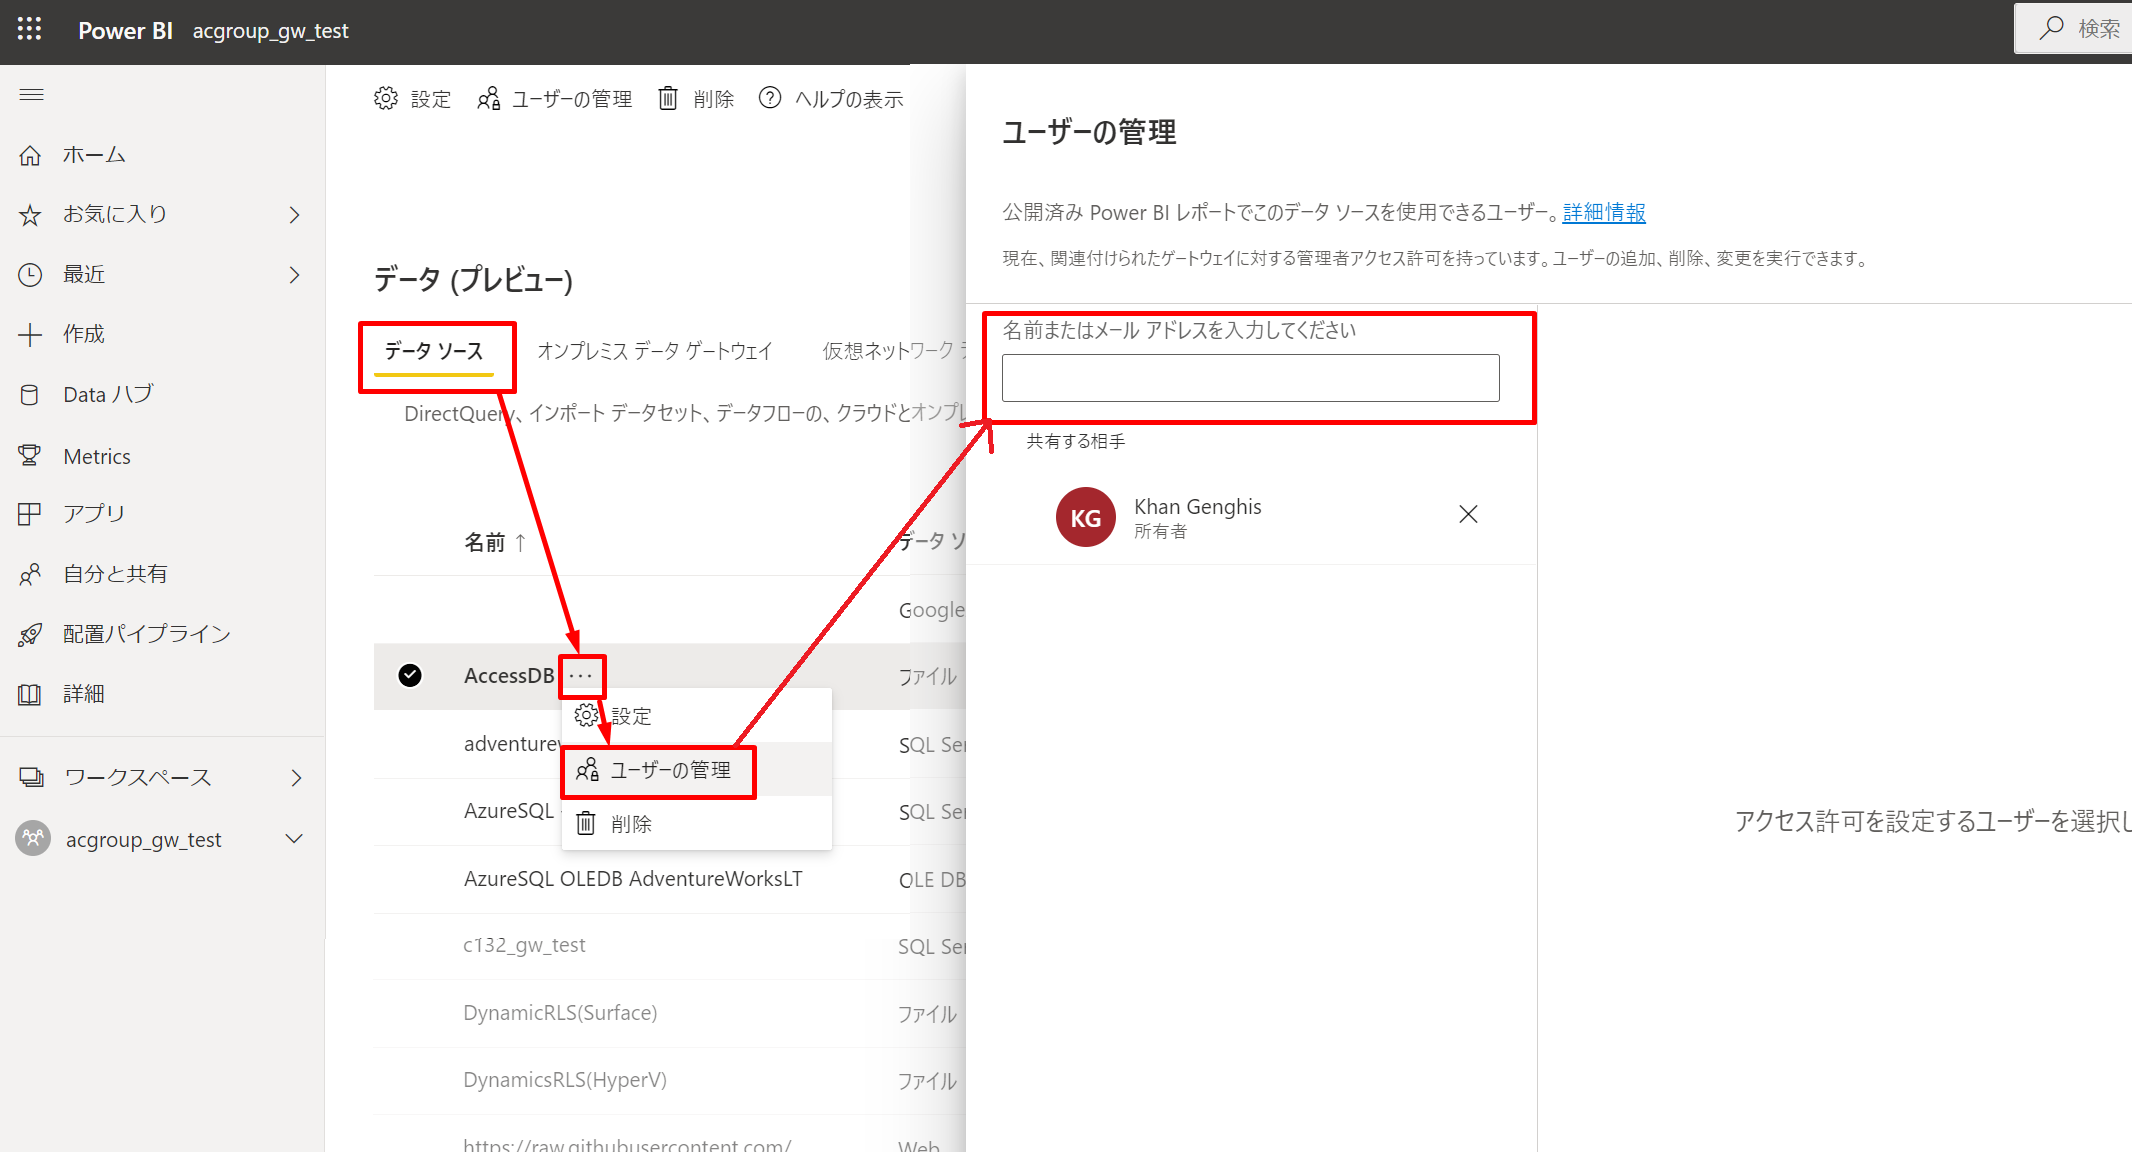 Power BI acgroup_gw_test
検索
ホーム
お気に入り
最近
作成
Data ハブ
Metrics
アプリ
自分と共有
配置パイプライン
詳細
ワークスペース
acgroup_gw_test
設定 ユーザーの管理 削除 ヘルプの表示
データ (プレビュー)
データ ソース オンプレミス データ ゲートウェイ 仮想ネットワーク
DirectQuery、インポート データセット、データフローの、クラウドとオンプレ
名前 ↑ データ ソ
Google
AccessDB ··· ファイル
adventurew SQL Ser
AzureSQL SQL Ser
AzureSQL OLEDB AdventureWorksLT OLE DB
c132_gw_test SQL Ser
DynamicRLS(Surface) ファイル
DynamicsRLS(HyperV) ファイル
https://raw.githubusercontent.com/ Web
設定
ユーザーの管理
削除
ユーザーの管理
公開済み Power BI レポートでこのデータ ソースを使用できるユーザー。詳細情報
現在、関連付けられたゲートウェイに対する管理者アクセス許可を持っています。ユーザーの追加、削除、変更を実行できます。
名前またはメール アドレスを入力してください
共有する相手
KG
Khan Genghis
所有者
アクセス許可を設定するユーザーを選択し